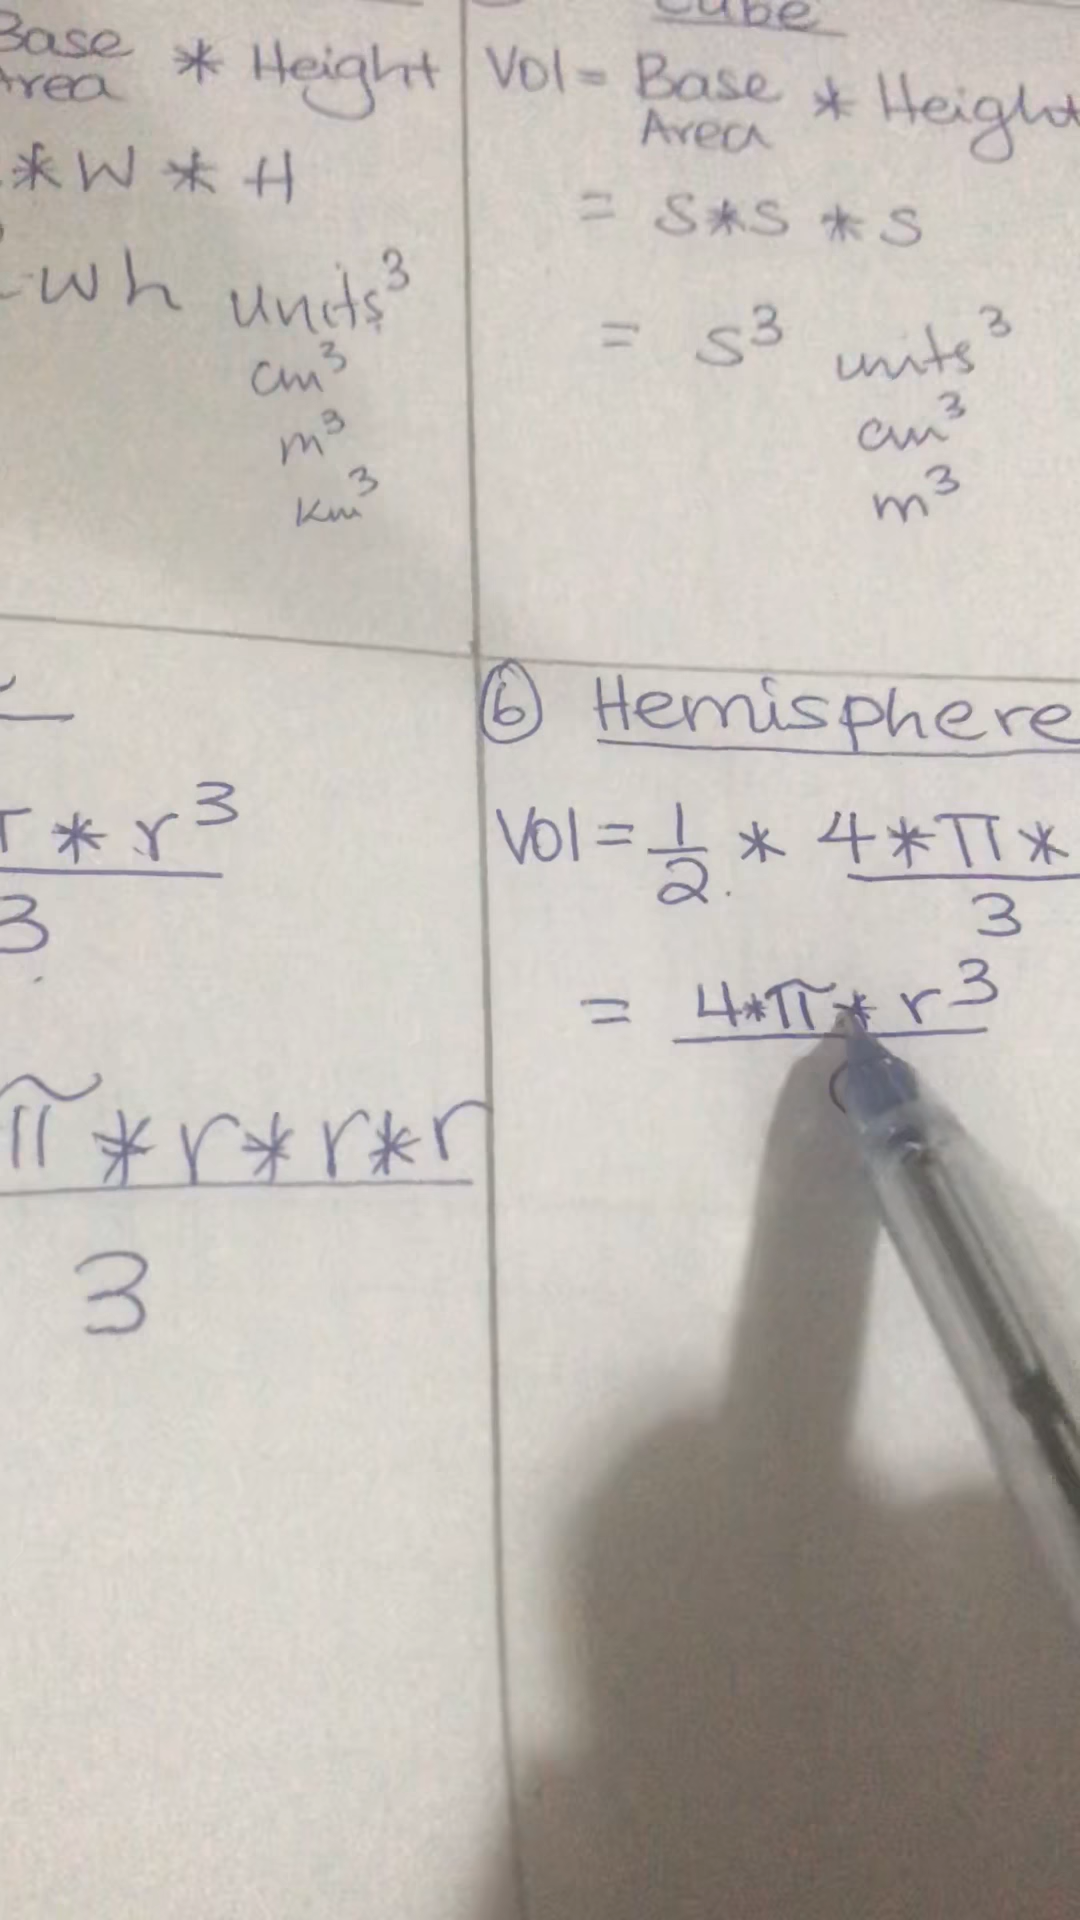 Base * Height
Area
* W * H
wh units³
cm³
m³
km³
Cube
Vol = Base * Height
Area
= S*S * S
= S³ units³
cm³
m³
* r³
3
π * r * r * r
3
⑥ Hemisphere
Vol = 1/2 * 4 * π *
3
= 4 * π * r³